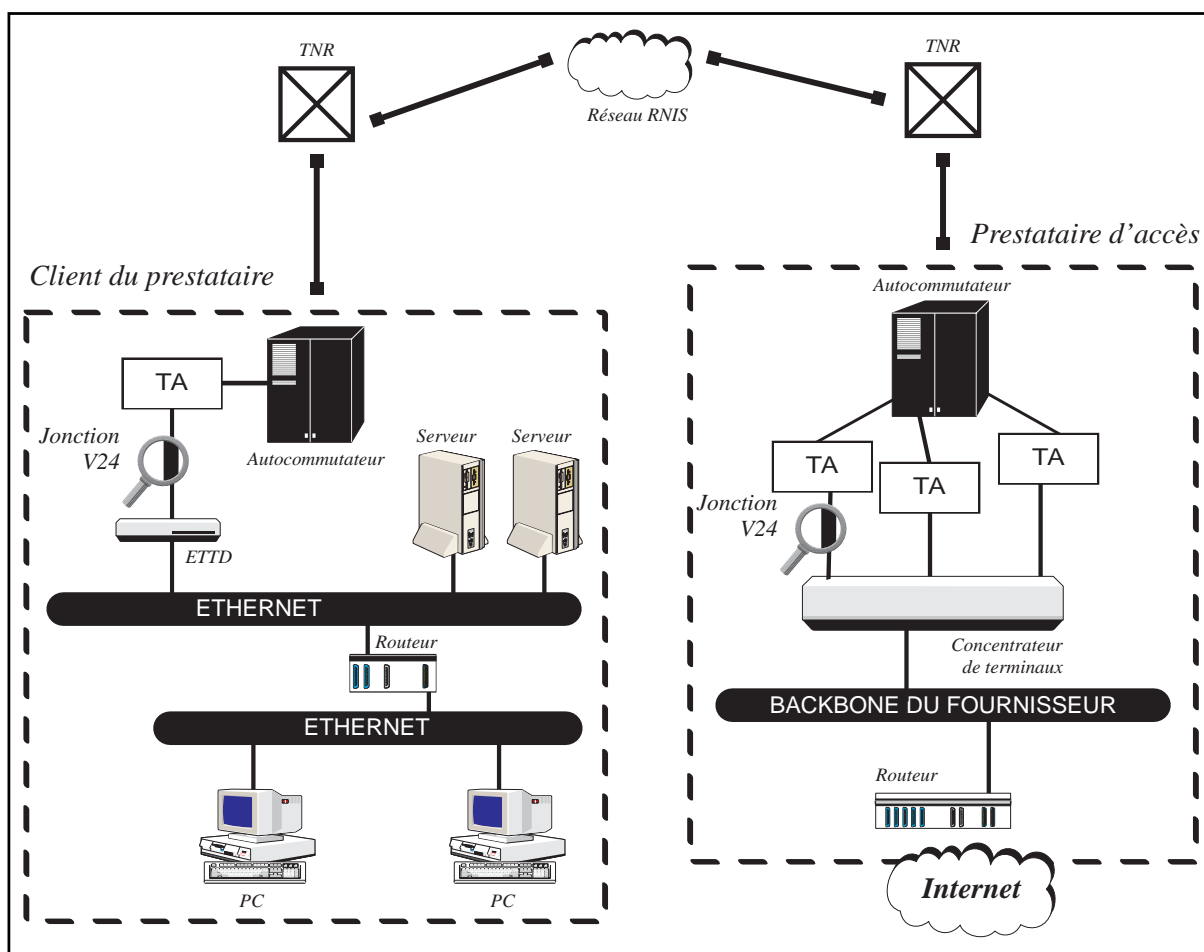 TNR
Réseau RNIS
TNR
Client du prestataire
TA
Jonction
V24
Autocommutateur
Serveur
Serveur
ETTD
ETHERNET
Routeur
ETHERNET
PC
PC
Prestataire d'accès
Autocommutateur
TA
TA
TA
Jonction
V24
Concentrateur
de terminaux
BACKBONE DU FOURNISSEUR
Routeur
Internet